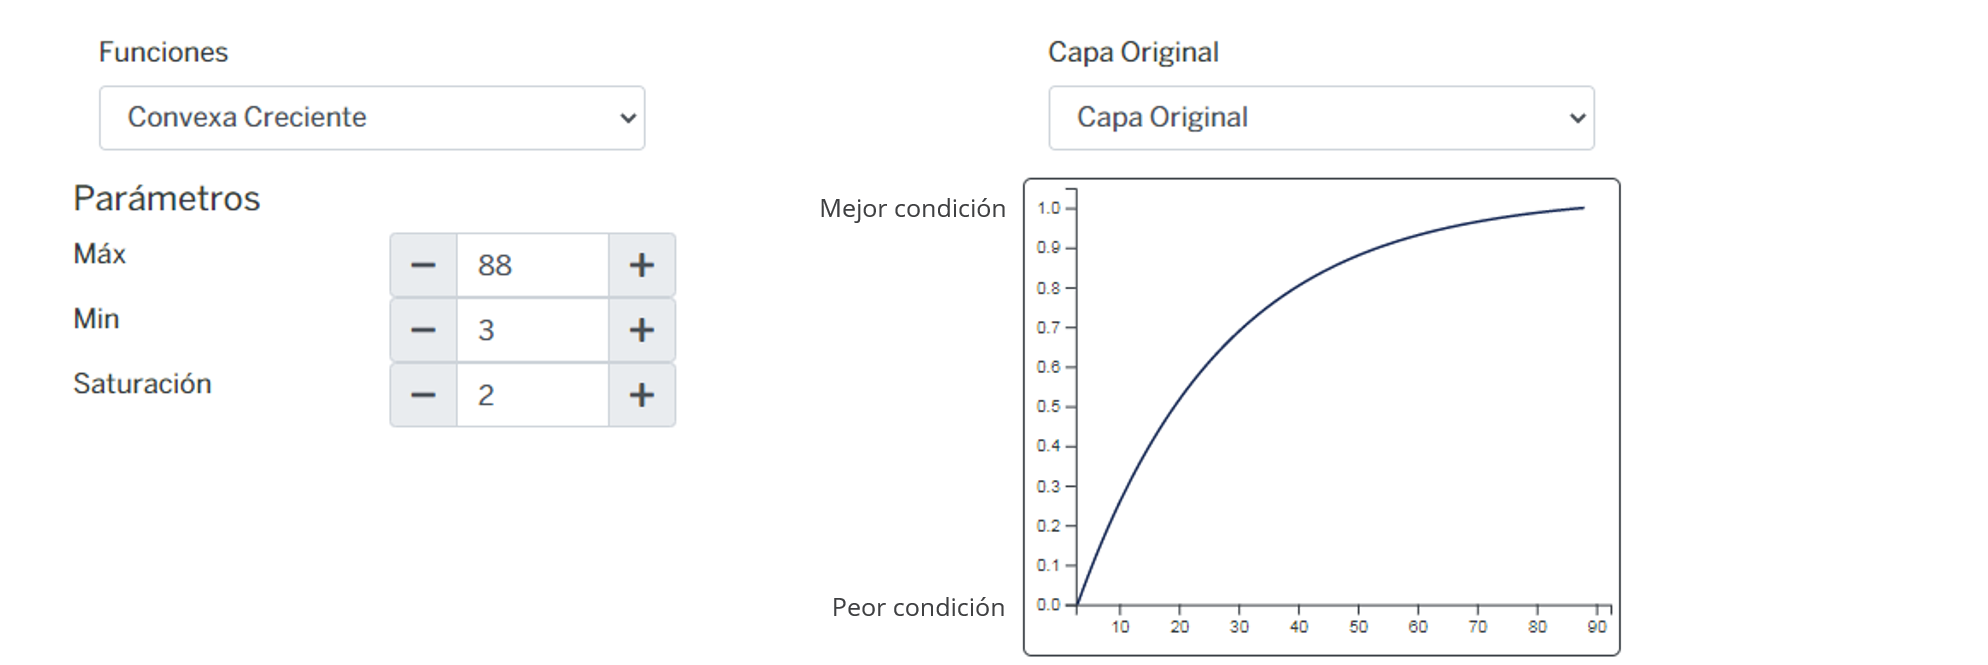 Funciones
Convexa Creciente
Parámetros
Máx
88
Min
3
Saturación
2
Capa Original
Capa Original
Mejor condición
Peor condición
1.0
0.9
0.8
0.7
0.6
0.5
0.4
0.3
0.2
0.1
0.0
10 20 30 40 50 60 70 80 90